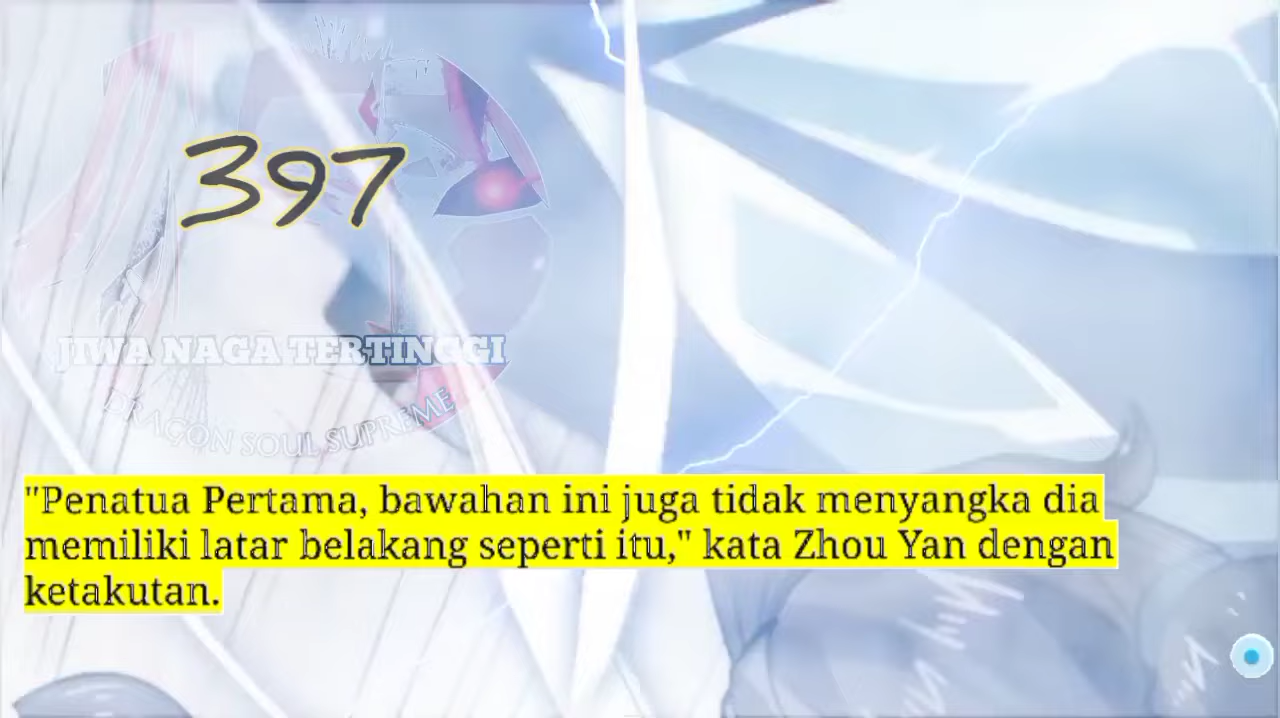 397
JIWA NAGA TERTINGGI
DRAGON SOUL SUPREME
"Penatua Pertama, bawahan ini juga tidak menyangka dia
memiliki latar belakang seperti itu," kata Zhou Yan dengan
ketakutan.